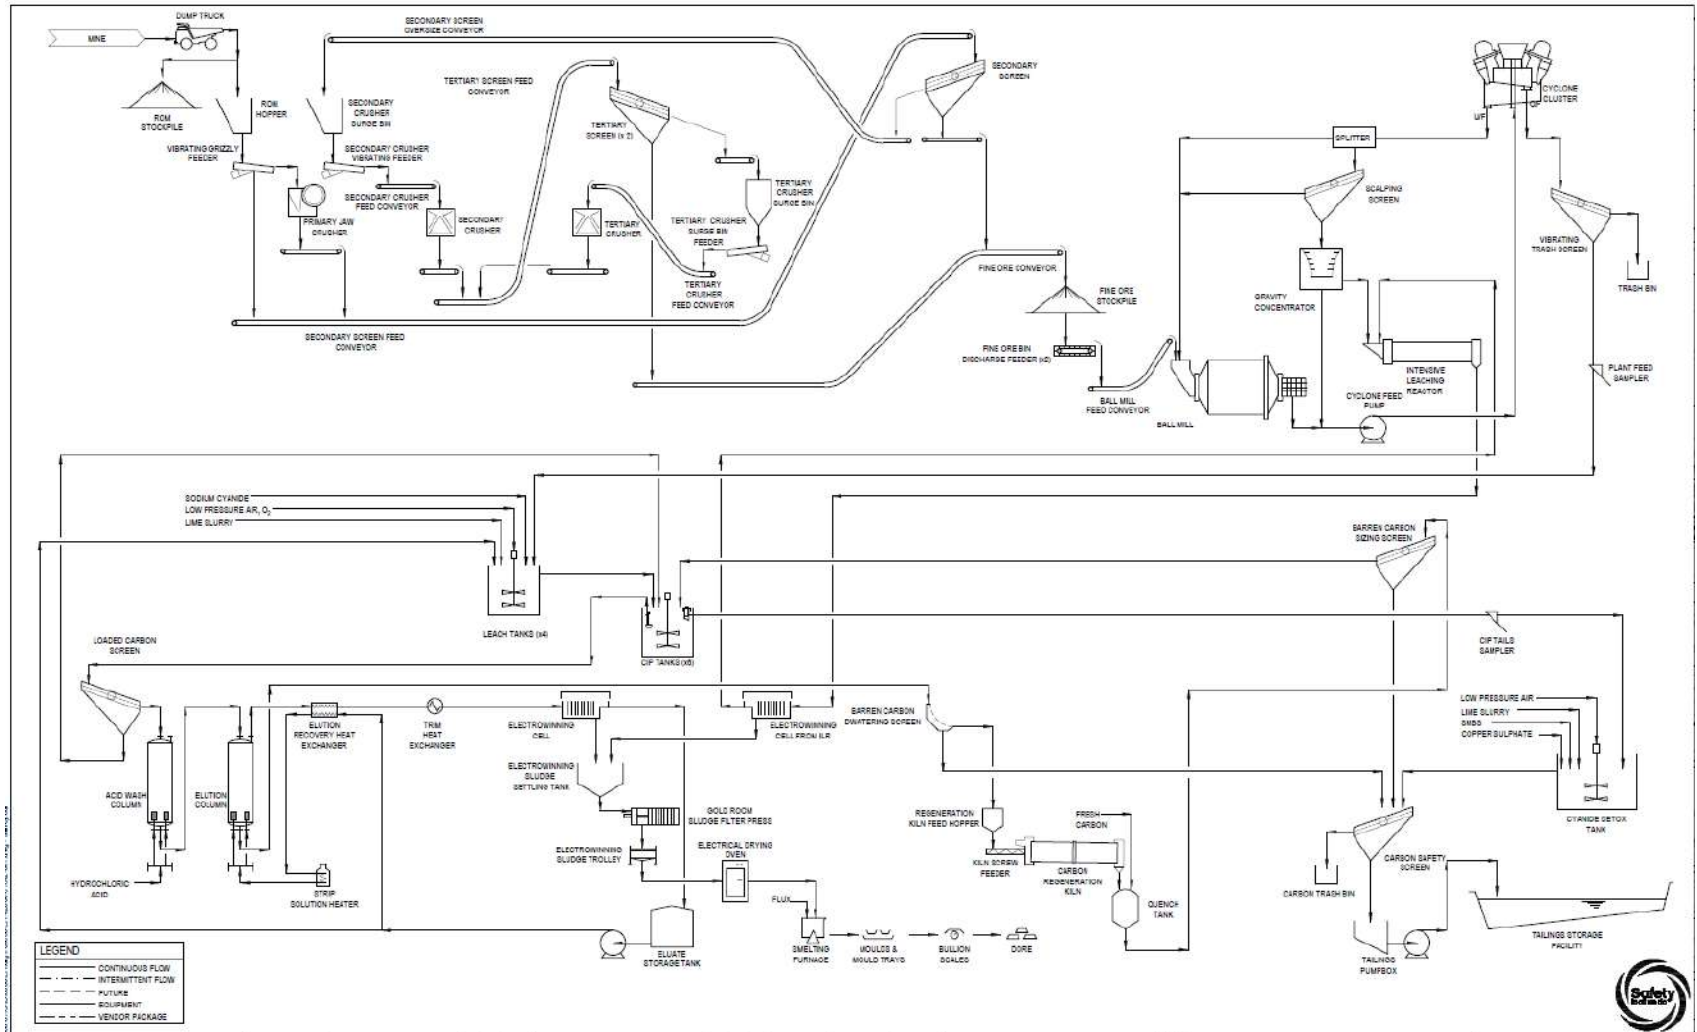 DUMP TRUCK
MINE
ROM
STOCKPILE
ROM
HOPPER
VIBRATING GRIZZLY
FEEDER
PRIMARY JAW
CRUSHER
SECONDARY SCREEN
OVERSIZE CONVEYOR
SECONDARY
CRUSHER
SURGE BIN
SECONDARY CRUSHER
VIBRATING FEEDER
SECONDARY CRUSHER
FEED CONVEYOR
SECONDARY
CRUSHER
SECONDARY SCREEN FEED
CONVEYOR
TERTIARY SCREEN FEED
CONVEYOR
TERTIARY
SCREEN (x 2)
TERTIARY
CRUSHER
SURGE BIN
TERTIARY
CRUSHER
TERTIARY CRUSHER
SURGE BIN
FEEDER
TERTIARY
CRUSHER
FEED CONVEYOR
SECONDARY
SCREEN
FINE ORE CONVEYOR
FINE ORE
STOCKPILE
FINE ORE BIN
DISCHARGE FEEDER (x2)
BALL MILL
FEED CONVEYOR
BALL MILL
CYCLONE
CLUSTER
O/F
U/F
SPLITTER
SCALPING
SCREEN
GRAVITY
CONCENTRATOR
VIBRATING
TRASH SCREEN
TRASH BIN
INTENSIVE
LEACHING
REACTOR
CYCLONE FEED
PUMP
PLANT FEED
SAMPLER
SODIUM CYANIDE
LOW PRESSURE AIR, O₂
LIME SLURRY
LEACH TANKS (x4)
CIP TANKS (x6)
BARREN CARBON
SIZING SCREEN
CIP TAILS
SAMPLER
LOADED CARBON
SCREEN
ACID WASH
COLUMN
HYDROCHLORIC
ACID
ELUTION
COLUMN
ELUTION
RECOVERY HEAT
EXCHANGER
STRIP
SOLUTION HEATER
TRIM
HEAT
EXCHANGER
ELECTROWINNING
CELL
ELECTROWINNING
CELL FROM ILR
ELECTROWINNING
SLUDGE
SETTLING TANK
GOLD ROOM
SLUDGE FILTER PRESS
ELECTROWINNING
SLUDGE TROLLEY
ELECTRICAL DRYING
OVEN
FLUX
SMELTING
FURNACE
MOULDS &
MOULD TRAYS
BULLION
SCALES
DORE
ELUATE
STORAGE TANK
BARREN CARBON
DWATERING SCREEN
REGENERATION
KILN FEED HOPPER
KILN SCREW
FEEDER
CARBON
REGENERATION
KILN
FRESH
CARBON
QUENCH
TANK
LOW PRESSURE AIR
LIME SLURRY
SMBS
COPPER SULPHATE
CYANIDE DETOX
TANK
CARBON SAFETY
SCREEN
CARBON TRASH BIN
TAILINGS
PUMPBOX
TAILINGS STORAGE
FACILITY
LEGEND
CONTINUOUS FLOW
INTERMITTENT FLOW
FUTURE
EQUIPMENT
VENDOR PACKAGE
Safety